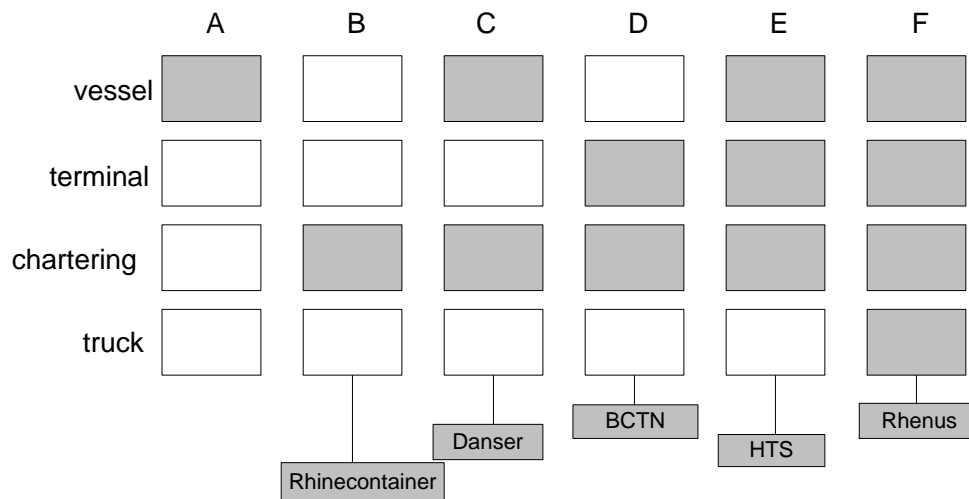 A B C D E F
vessel
terminal
chartering
truck
BCTN
Rhenus
Danser
HTS
Rhinecontainer